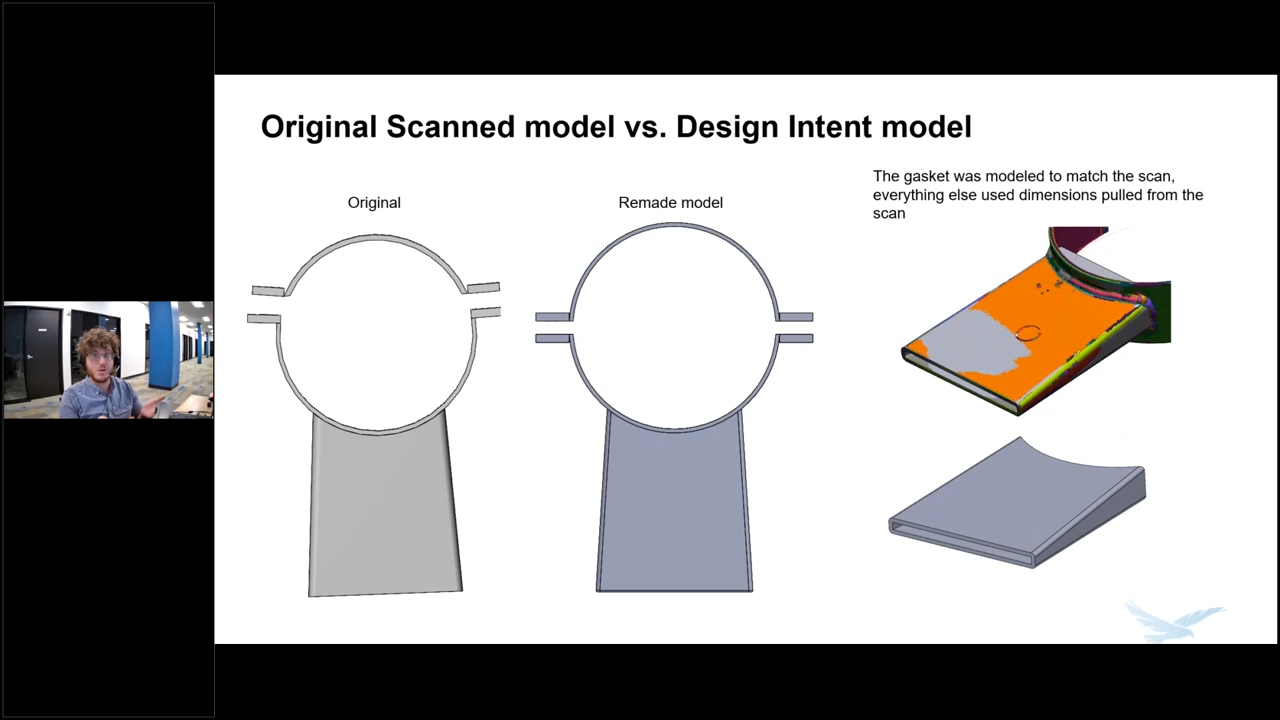 Original Scanned model vs. Design Intent model
The gasket was modeled to match the scan,
everything else used dimensions pulled from the
scan
Original
Remade model